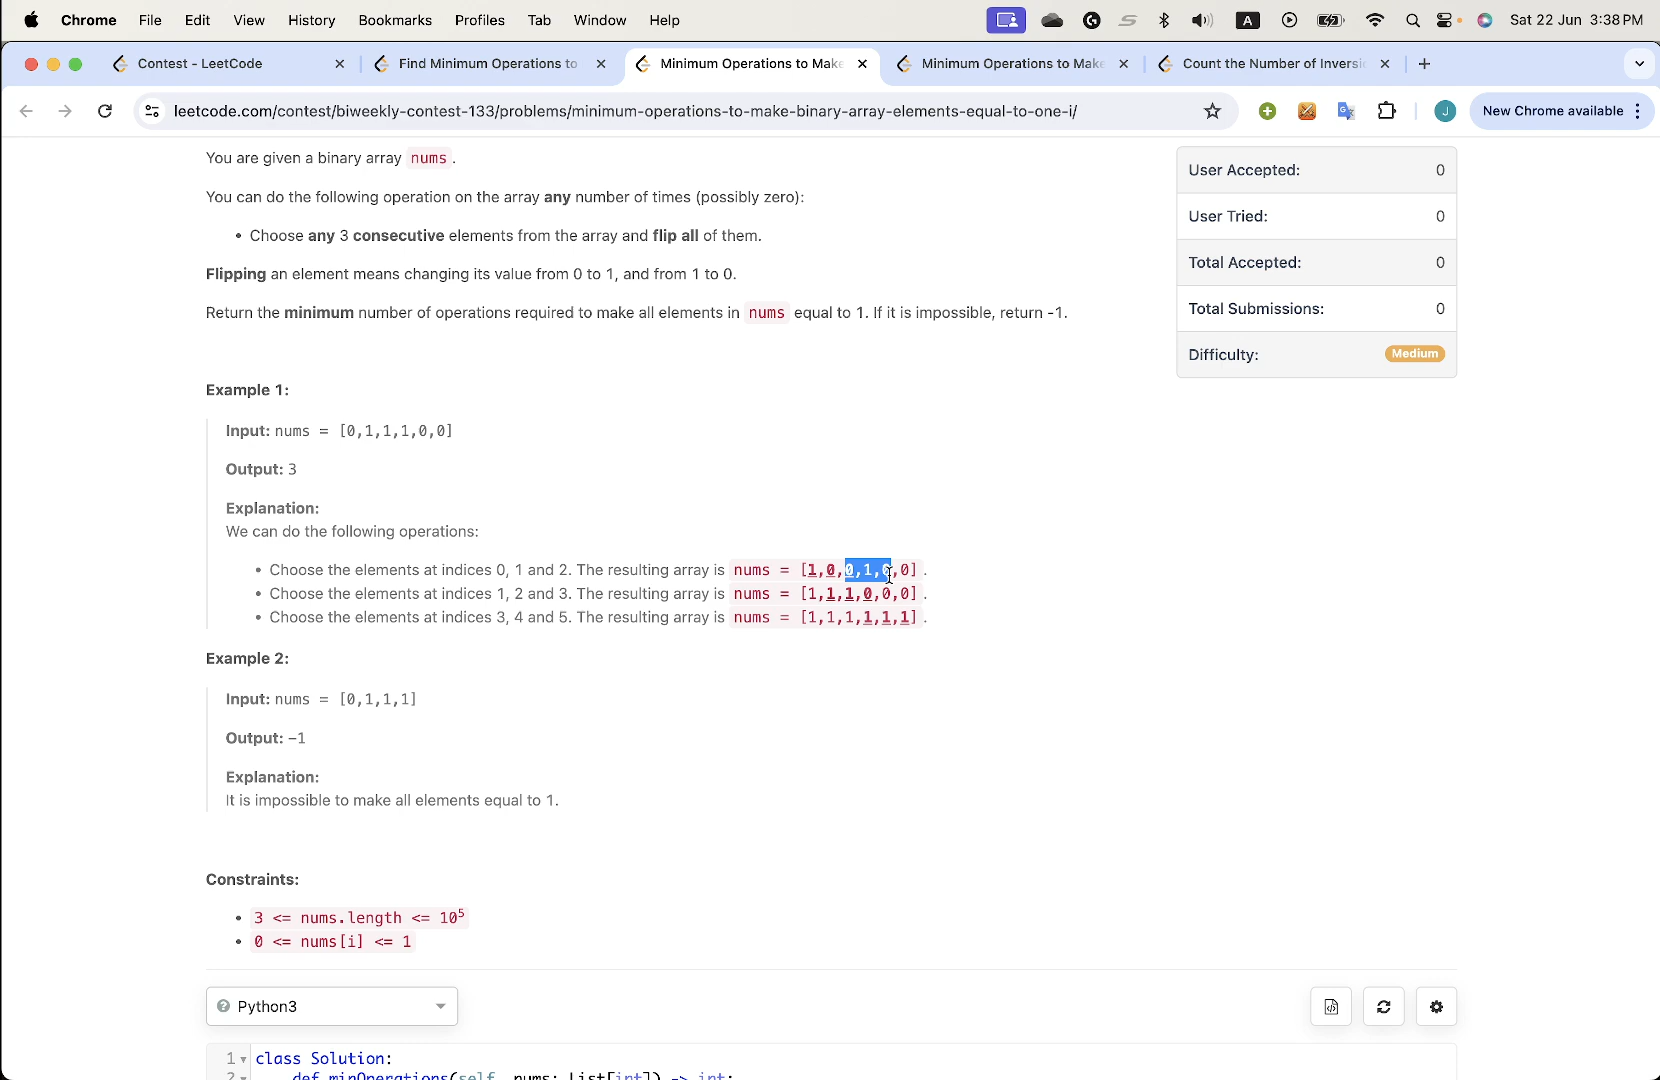 Chrome File Edit View History Bookmarks Profiles Tab Window Help A Sat 22 Jun 3:38 PM
Contest - LeetCode Find Minimum Operations to Minimum Operations to Make Minimum Operations to Make Count the Number of Inversi
leetcode.com/contest/biweekly-contest-133/problems/minimum-operations-to-make-binary-array-elements-equal-to-one-i/ J New Chrome available
You are given a binary array nums .
You can do the following operation on the array any number of times (possibly zero):
• Choose any 3 consecutive elements from the array and flip all of them.
Flipping an element means changing its value from 0 to 1, and from 1 to 0.
Return the minimum number of operations required to make all elements in nums equal to 1. If it is impossible, return -1.
User Accepted: 0
User Tried: 0
Total Accepted: 0
Total Submissions: 0
Difficulty: Medium
Example 1:
Input: nums = [0,1,1,1,0,0]
Output: 3
Explanation:
We can do the following operations:
• Choose the elements at indices 0, 1 and 2. The resulting array is nums = [1,0,0,1,0,0] .
• Choose the elements at indices 1, 2 and 3. The resulting array is nums = [1,1,1,0,0,0] .
• Choose the elements at indices 3, 4 and 5. The resulting array is nums = [1,1,1,1,1,1] .
Example 2:
Input: nums = [0,1,1,1]
Output: -1
Explanation:
It is impossible to make all elements equal to 1.
Constraints:
• 3 <= nums.length <= 10⁵
• 0 <= nums[i] <= 1
Python3
1 class Solution:
2 def minOperations(self, nums: List[int]) -> int: